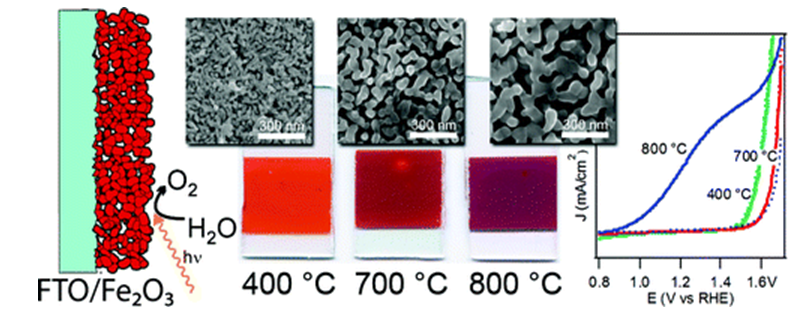 300 nm
300 nm
300 nm
O₂
H₂O
hν
FTO/Fe₂O₃
400 °C
700 °C
800 °C
J (mA/cm²)
800 °C
700 °C
400 °C
0.8 1.0 1.2 1.4 1.6V
E (V vs RHE)